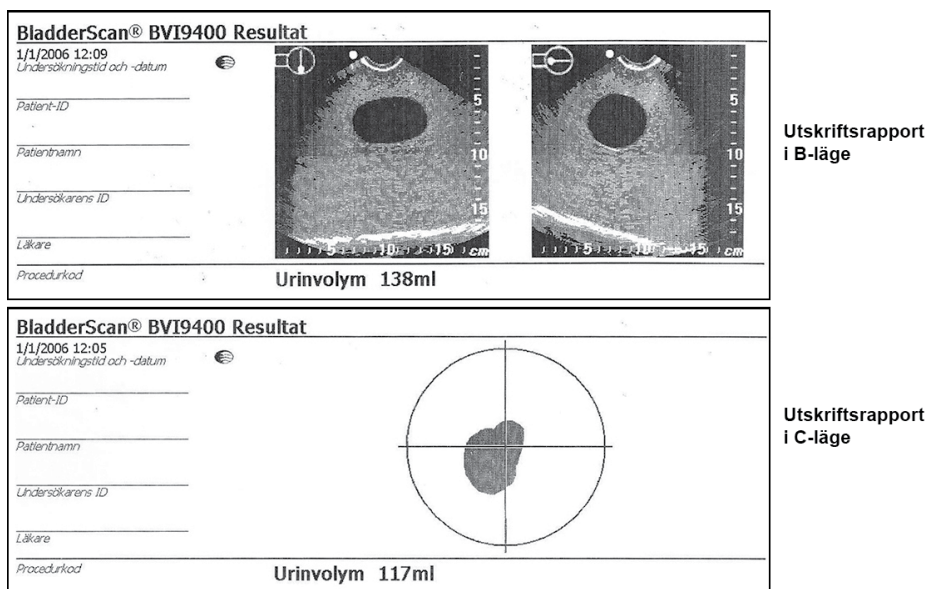 BladderScan® BVI9400 Resultat
1/1/2006 12:09
Undersökningstid och -datum
Patient-ID
Patientnamn
Undersökarens ID
Läkare
Procedurkod
5
10
15
5 10 15 cm
5
10
15
5 10 15 cm
Urinvolym 138ml
Utskriftsrapport
i B-läge
BladderScan® BVI9400 Resultat
1/1/2006 12:05
Undersökningstid och -datum
Patient-ID
Patientnamn
Undersökarens ID
Läkare
Procedurkod
Urinvolym 117ml
Utskriftsrapport
i C-läge